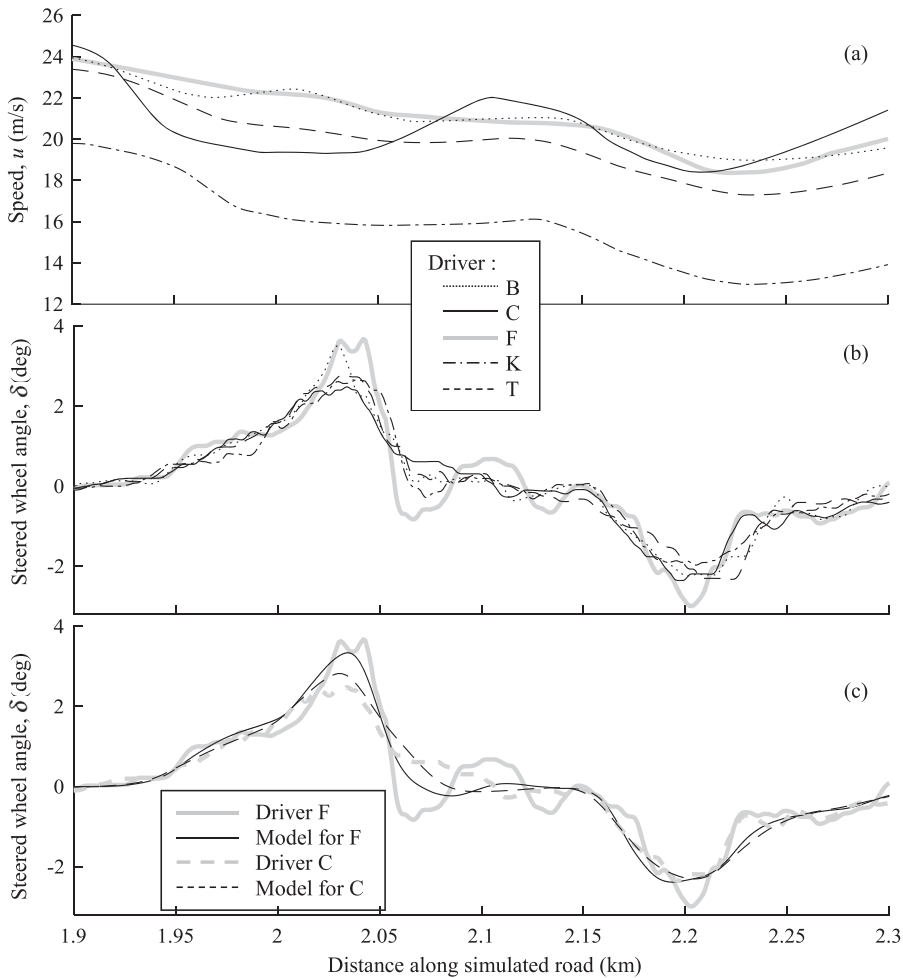 26
24
22
20
18
16
14
12
Speed, u (m/s)
(a)
Driver :
B
C
F
K
T
4
2
0
-2
Steered wheel angle, δ (deg)
(b)
4
2
0
-2
Steered wheel angle, δ (deg)
(c)
Driver F
Model for F
Driver C
Model for C
1.9 1.95 2 2.05 2.1 2.15 2.2 2.25 2.3
Distance along simulated road (km)